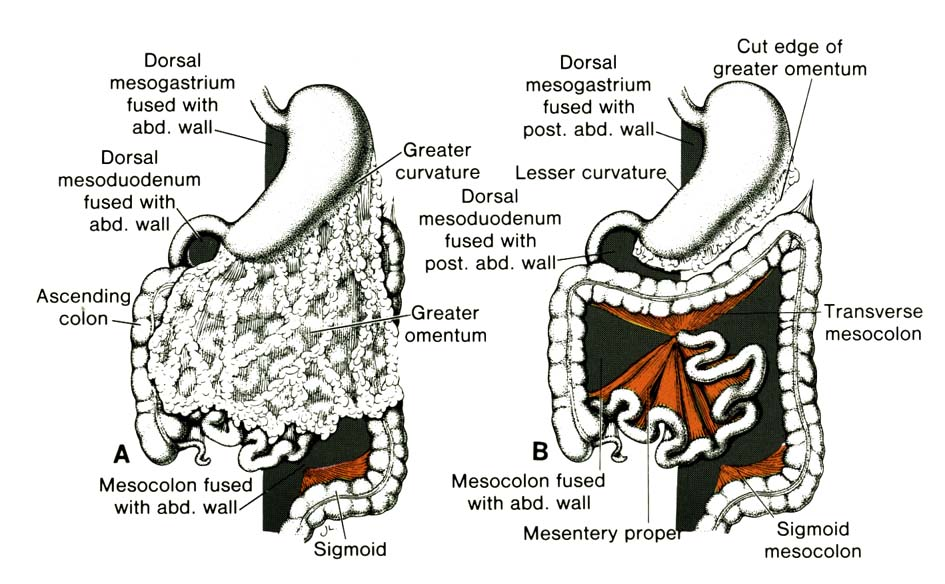 Dorsal
mesogastrium
fused with
abd. wall
Dorsal
mesoduodenum
fused with
abd. wall
Greater
curvature
Ascending
colon
Greater
omentum
A
Mesocolon fused
with abd. wall
Sigmoid
Cut edge of
greater omentum
Dorsal
mesogastrium
fused with
post. abd. wall
Lesser curvature
Dorsal
mesoduodenum
fused with
post. abd. wall
Transverse
mesocolon
B
Mesocolon fused
with abd. wall
Mesentery proper
Sigmoid
mesocolon